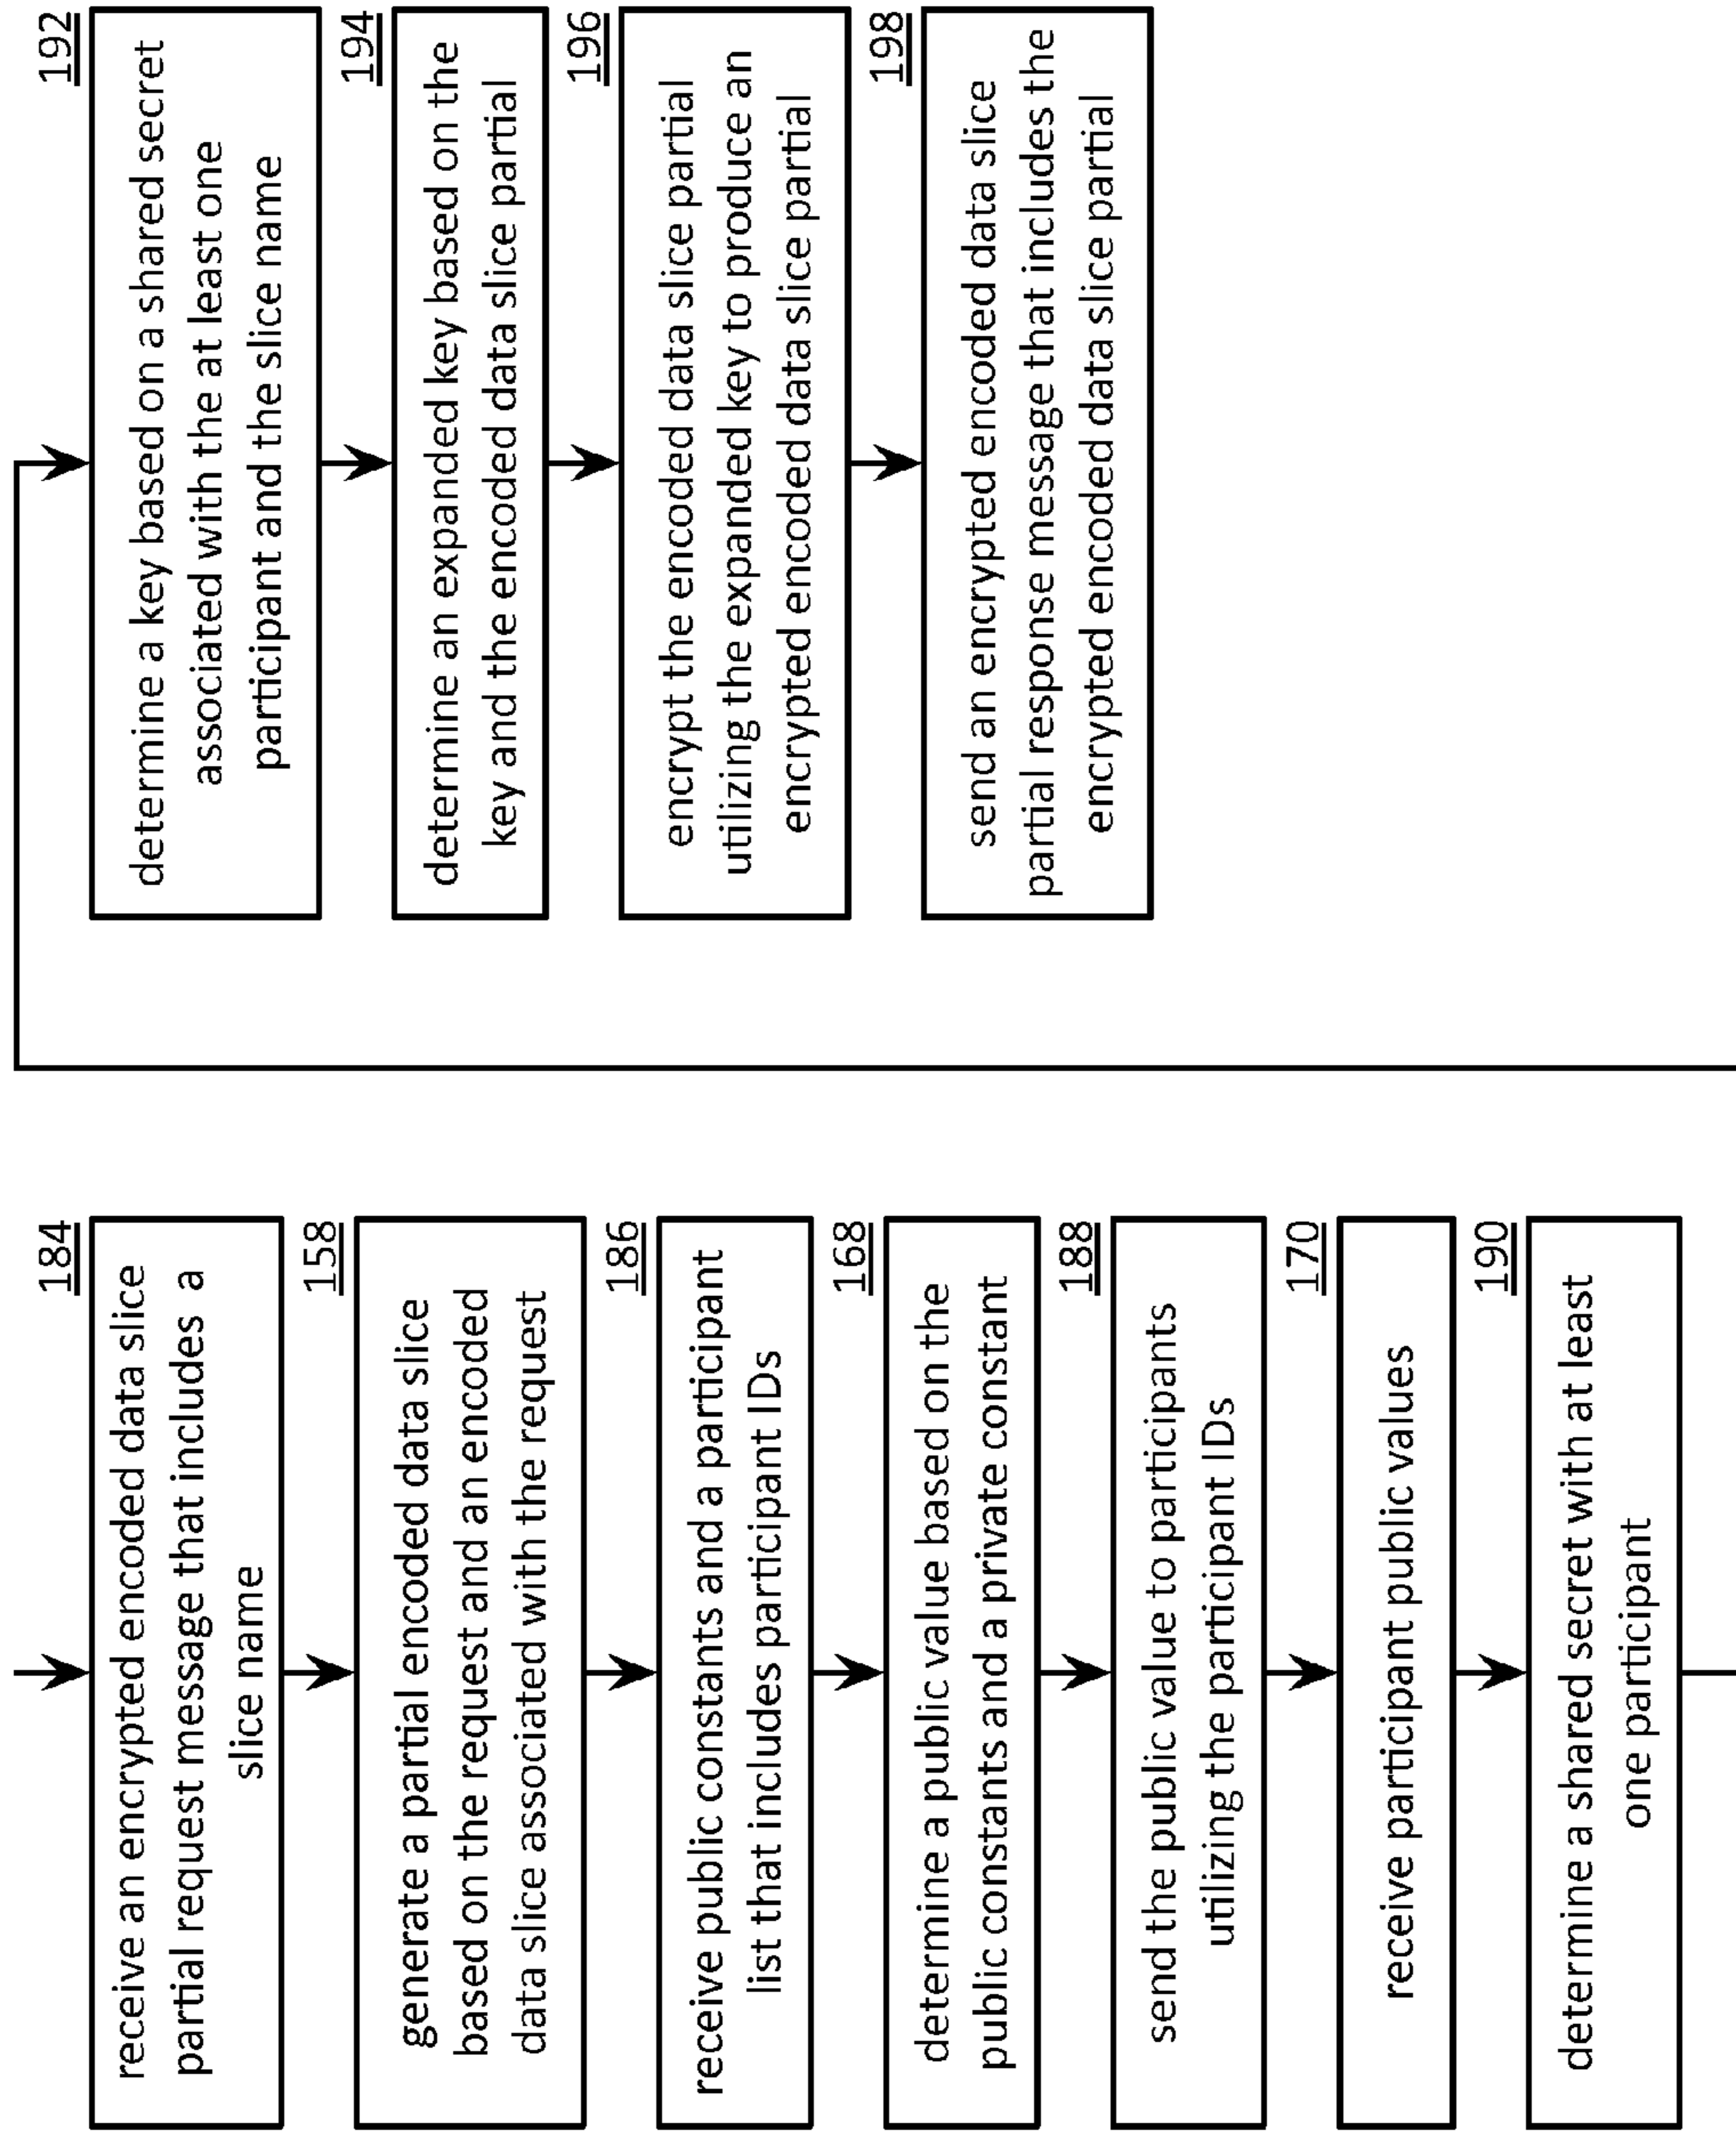 184
receive an encrypted encoded data slice
partial request message that includes a
slice name
158
generate a partial encoded data slice
based on the request and an encoded
data slice associated with the request
186
receive public constants and a participant
list that includes participant IDs
168
determine a public value based on the
public constants and a private constant
188
send the public value to participants
utilizing the participant IDs
170
receive participant public values
190
determine a shared secret with at least
one participant
192
determine a key based on a shared secret
associated with the at least one
participant and the slice name
194
determine an expanded key based on the
key and the encoded data slice partial
196
encrypt the encoded data slice partial
utilizing the expanded key to produce an
encrypted encoded data slice partial
198
send an encrypted encoded data slice
partial response message that includes the
encrypted encoded data slice partial